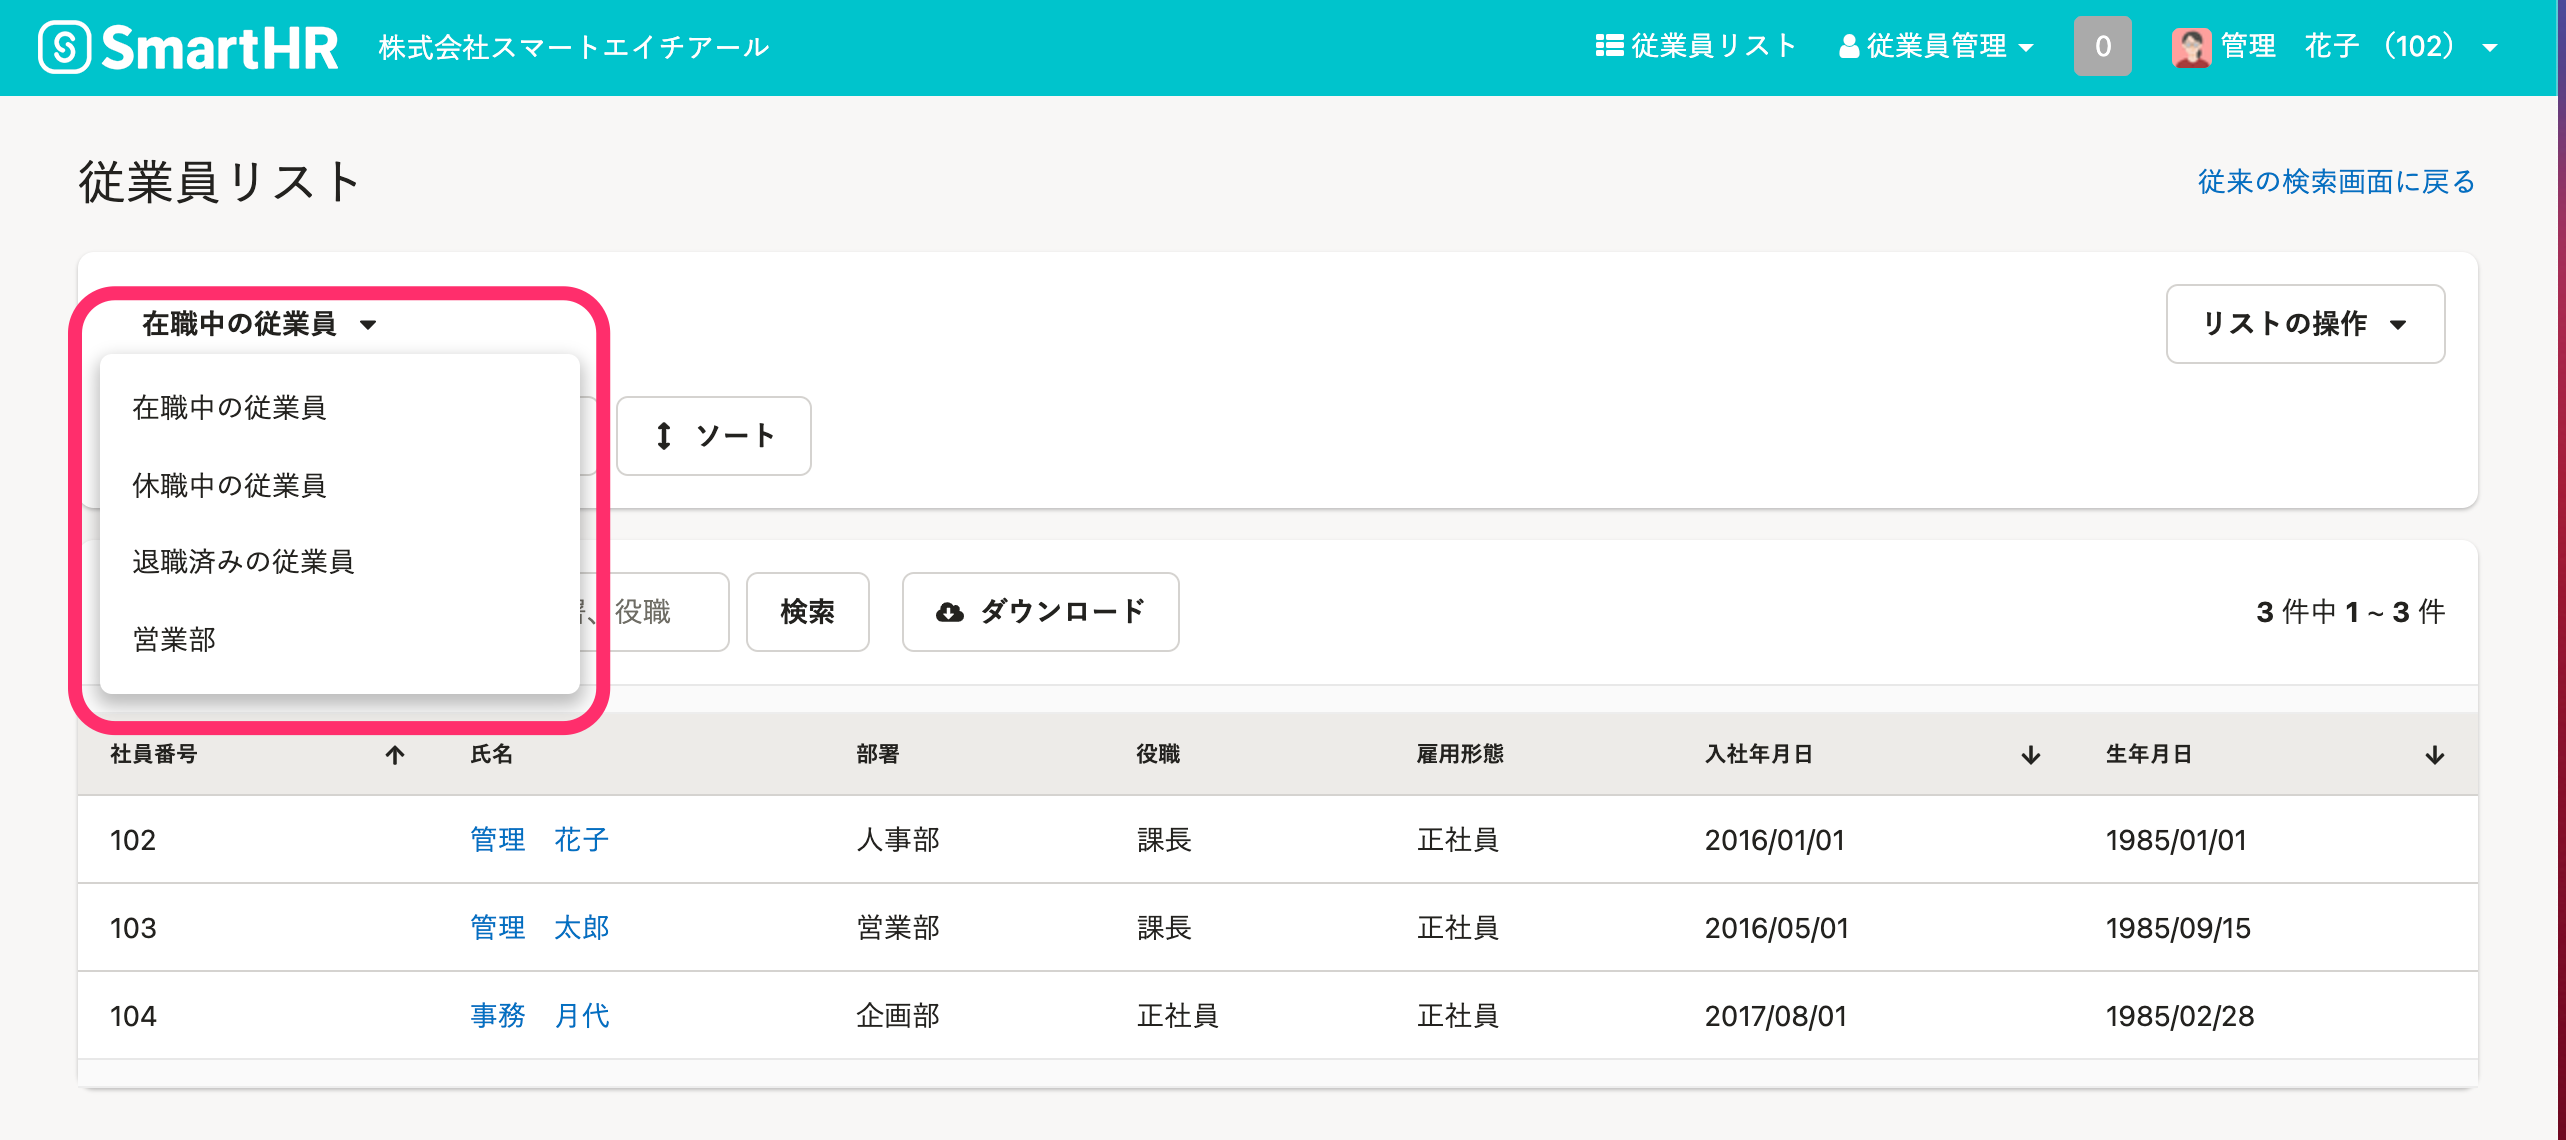 SmartHR 株式会社スマートエイチアール 従業員リスト 従業員管理 0 管理 花子 (102)
従業員リスト 従来の検索画面に戻る
在職中の従業員 リストの操作
在職中の従業員
ソート
休職中の従業員
退職済みの従業員
、役職 検索 ダウンロード 3 件中 1 ~ 3 件
営業部
社員番号 氏名 部署 役職 雇用形態 入社年月日 生年月日
102 管理 花子 人事部 課長 正社員 2016/01/01 1985/01/01
103 管理 太郎 営業部 課長 正社員 2016/05/01 1985/09/15
104 事務 月代 企画部 正社員 正社員 2017/08/01 1985/02/28